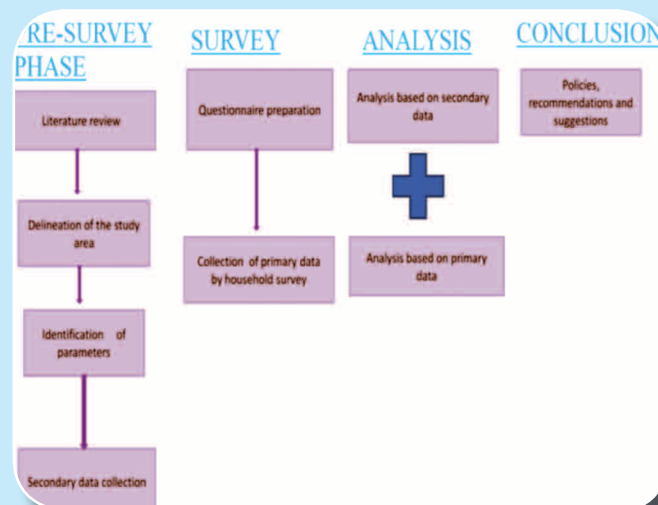 RE-SURVEY
PHASE
Literature review
Delineation of the study
area
Identification of
parameters
Secondary data collection
SURVEY
Questionnaire preparation
Collection of primary data
by household survey
ANALYSIS
Analysis based on secondary
data
Analysis based on primary
data
CONCLUSION
Policies,
recommendations and
suggestions